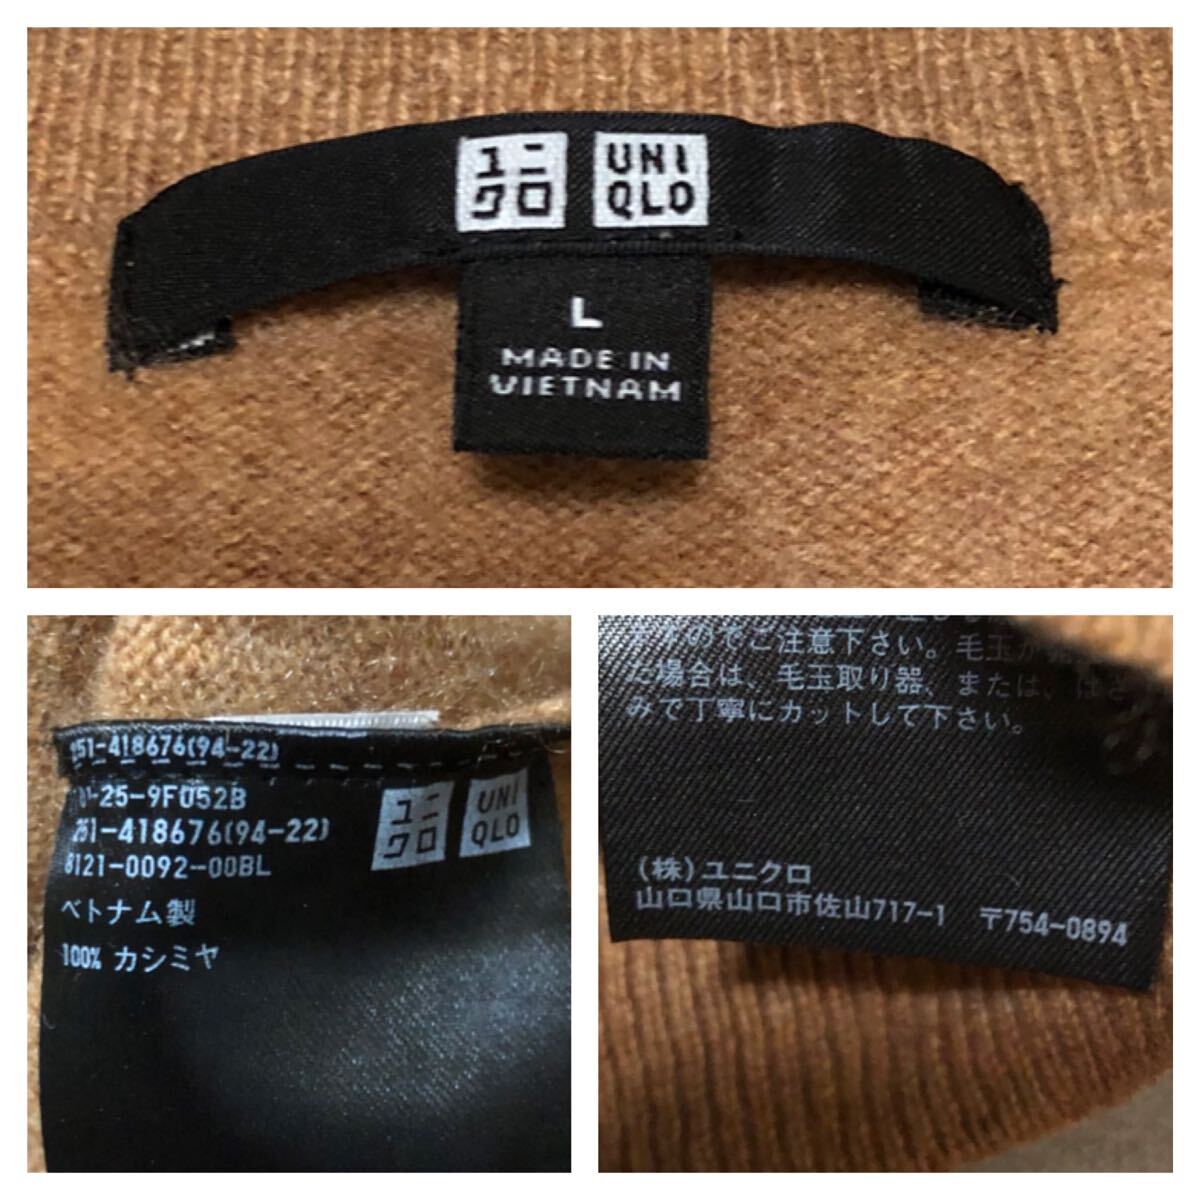 ユニ
クロ
UNI
QLO
L
MADE IN
VIETNAM
251-418676(94-22)
-25-9F052B
251-418676(94-22)
8121-0092-00BL
ベトナム製
100% カシミヤ
ユニ
クロ
UNI
QLO
すのでご注意下さい。毛玉が
た場合は、毛玉取り器、または、はさ
みで丁寧にカットして下さい。
(株)ユニクロ
山口県山口市佐山717-1 〒754-0894